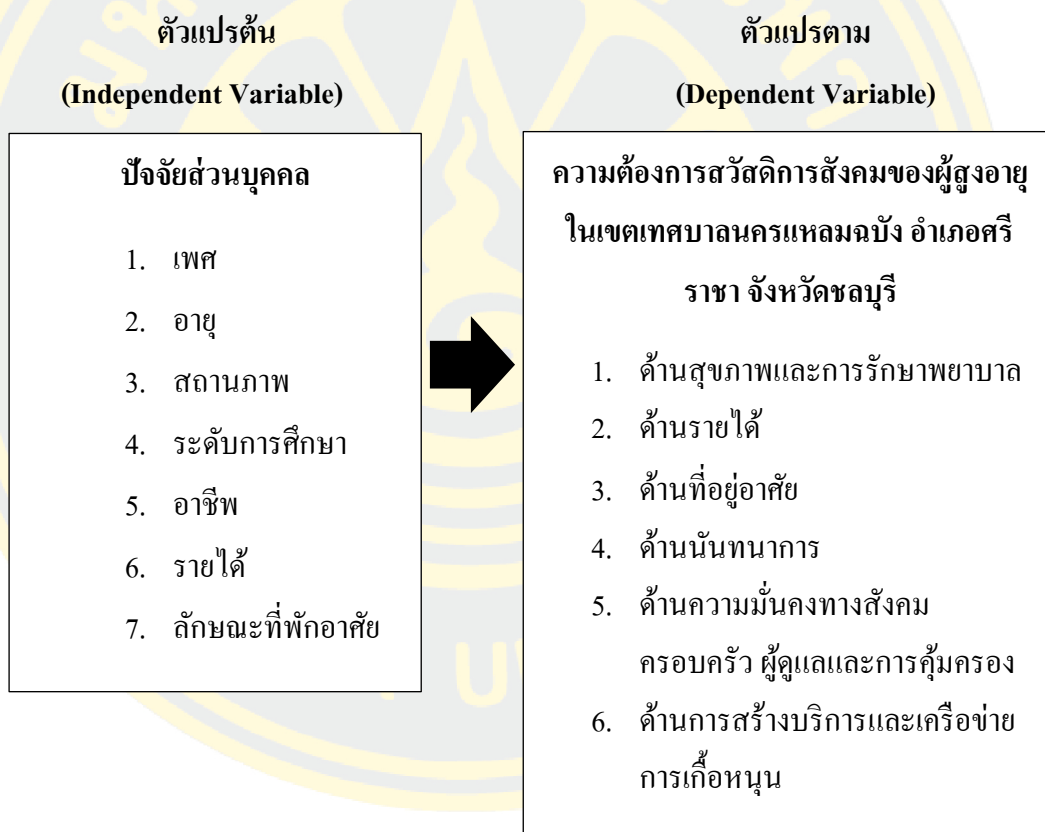 ตัวแปรต้น
(Independent Variable)
ปัจจัยส่วนบุคคล
1. เพศ
2. อายุ
3. สถานภาพ
4. ระดับการศึกษา
5. อาชีพ
6. รายได้
7. ลักษณะที่พักอาศัย
ตัวแปรตาม
(Dependent Variable)
ความต้องการสวัสดิการสังคมของผู้สูงอายุ
ในเขตเทศบาลนครแหลมฉบัง อำเภอศรี
ราชา จังหวัดชลบุรี
1. ด้านสุขภาพและการรักษาพยาบาล
2. ด้านรายได้
3. ด้านที่อยู่อาศัย
4. ด้านนันทนาการ
5. ด้านความมั่นคงทางสังคม
ครอบครัว ผู้ดูแลและการคุ้มครอง
6. ด้านการสร้างบริการและเครือข่าย
การเกื้อหนุน